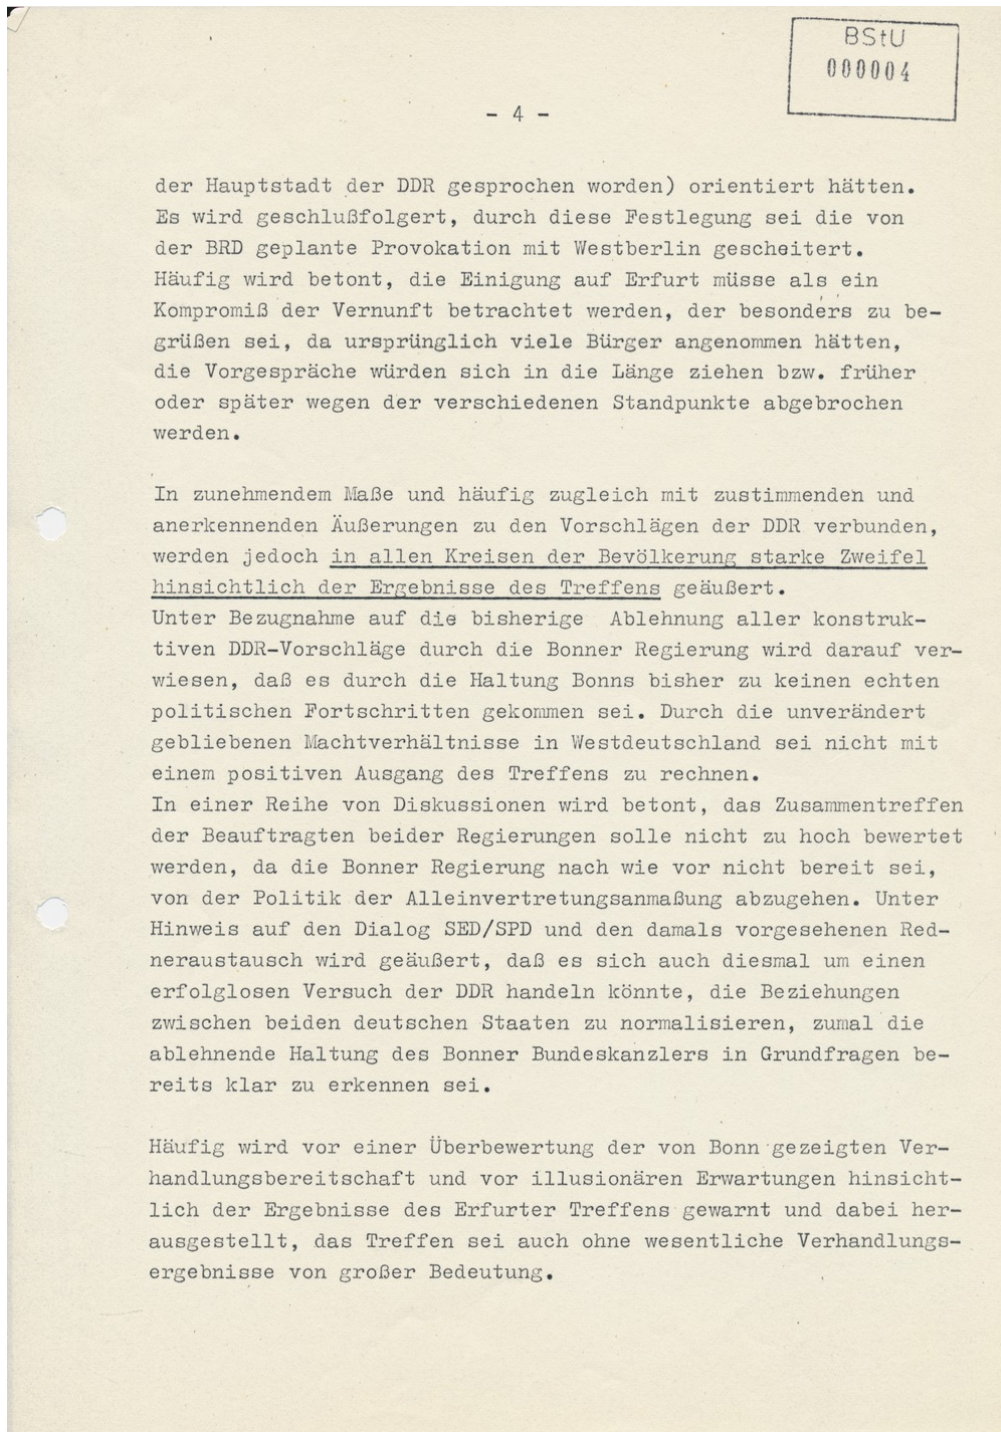 BStU
000004
- 4 -
der Hauptstadt der DDR gesprochen worden) orientiert hätten.
Es wird geschlußfolgert, durch diese Festlegung sei die von
der BRD geplante Provokation mit Westberlin gescheitert.
Häufig wird betont, die Einigung auf Erfurt müsse als ein
Kompromiß der Vernunft betrachtet werden, der besonders zu be-
grüßen sei, da ursprünglich viele Bürger angenommen hätten,
die Vorgespräche würden sich in die Länge ziehen bzw. früher
oder später wegen der verschiedenen Standpunkte abgebrochen
werden.
In zunehmendem Maße und häufig zugleich mit zustimmenden und
anerkennenden Äußerungen zu den Vorschlägen der DDR verbunden,
werden jedoch in allen Kreisen der Bevölkerung starke Zweifel
hinsichtlich der Ergebnisse des Treffens geäußert.
Unter Bezugnahme auf die bisherige Ablehnung aller konstruk-
tiven DDR-Vorschläge durch die Bonner Regierung wird darauf ver-
wiesen, daß es durch die Haltung Bonns bisher zu keinen echten
politischen Fortschritten gekommen sei. Durch die unverändert
gebliebenen Machtverhältnisse in Westdeutschland sei nicht mit
einem positiven Ausgang des Treffens zu rechnen.
In einer Reihe von Diskussionen wird betont, das Zusammentreffen
der Beauftragten beider Regierungen solle nicht zu hoch bewertet
werden, da die Bonner Regierung nach wie vor nicht bereit sei,
von der Politik der Alleinvertretungsanmaßung abzugehen. Unter
Hinweis auf den Dialog SED/SPD und den damals vorgesehenen Red-
neraustausch wird geäußert, daß es sich auch diesmal um einen
erfolglosen Versuch der DDR handeln könnte, die Beziehungen
zwischen beiden deutschen Staaten zu normalisieren, zumal die
ablehnende Haltung des Bonner Bundeskanzlers in Grundfragen be-
reits klar zu erkennen sei.
Häufig wird vor einer Überbewertung der von Bonn gezeigten Ver-
handlungsbereitschaft und vor illusionären Erwartungen hinsicht-
lich der Ergebnisse des Erfurter Treffens gewarnt und dabei her-
ausgestellt, das Treffen sei auch ohne wesentliche Verhandlungs-
ergebnisse von großer Bedeutung.